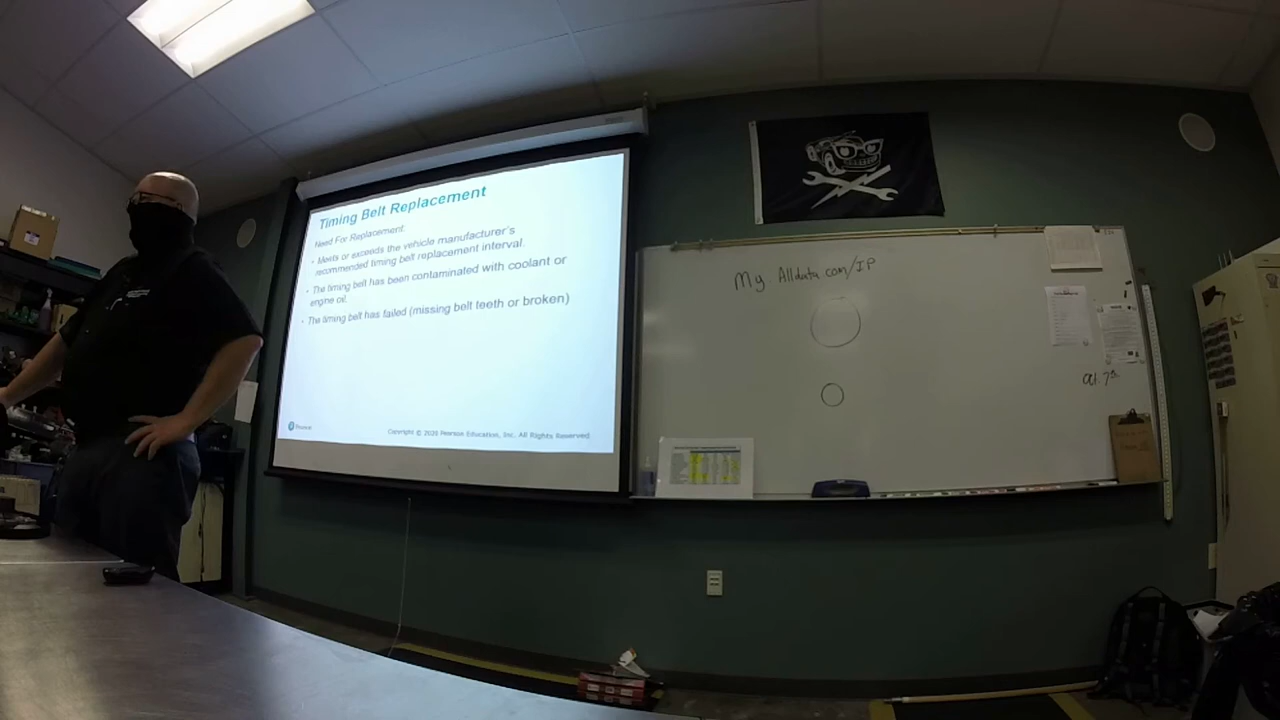 Timing Belt Replacement
Need For Replacement.
• Meets or exceeds the vehicle manufacturer's
recommended timing belt replacement interval.
• The timing belt has been contaminated with coolant or
engine oil.
• The timing belt has failed (missing belt teeth or broken)
Pearson
Copyright © 2020 Pearson Education, Inc. All Rights Reserved
My Alldata.com/IP